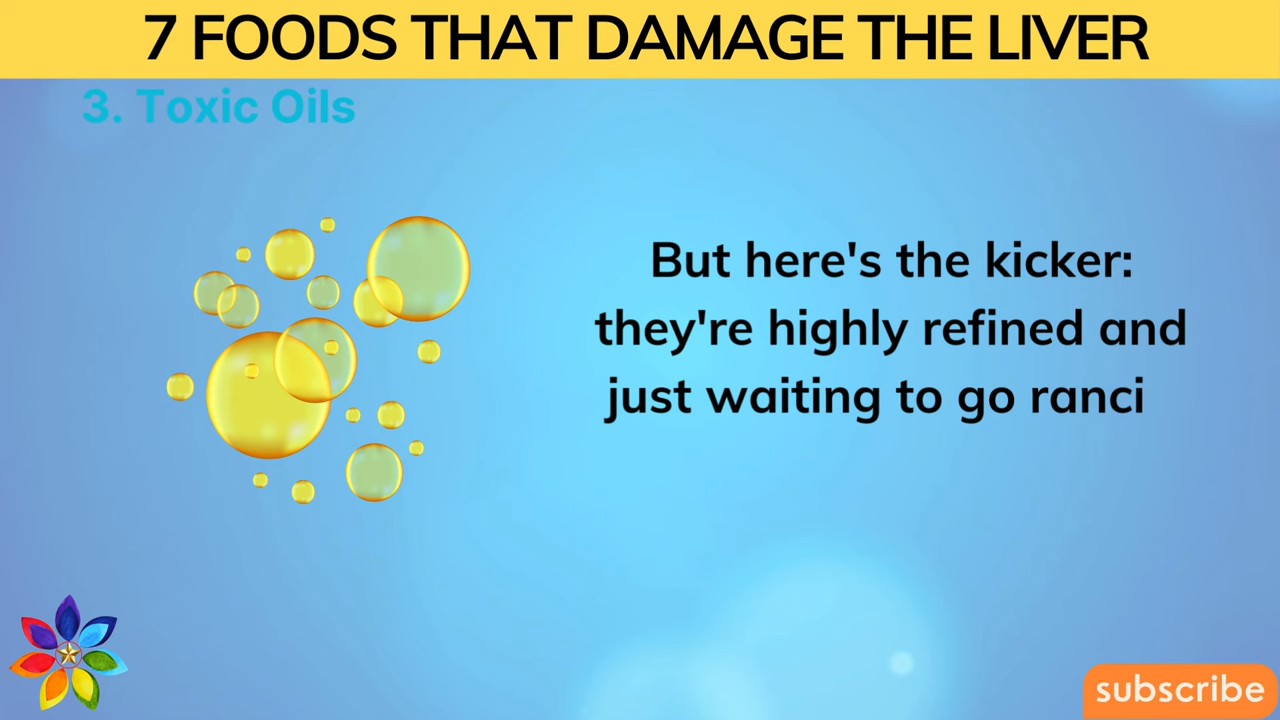 7 FOODS THAT DAMAGE THE LIVER
3. Toxic Oils
But here's the kicker:
they're highly refined and
just waiting to go ranci
subscribe